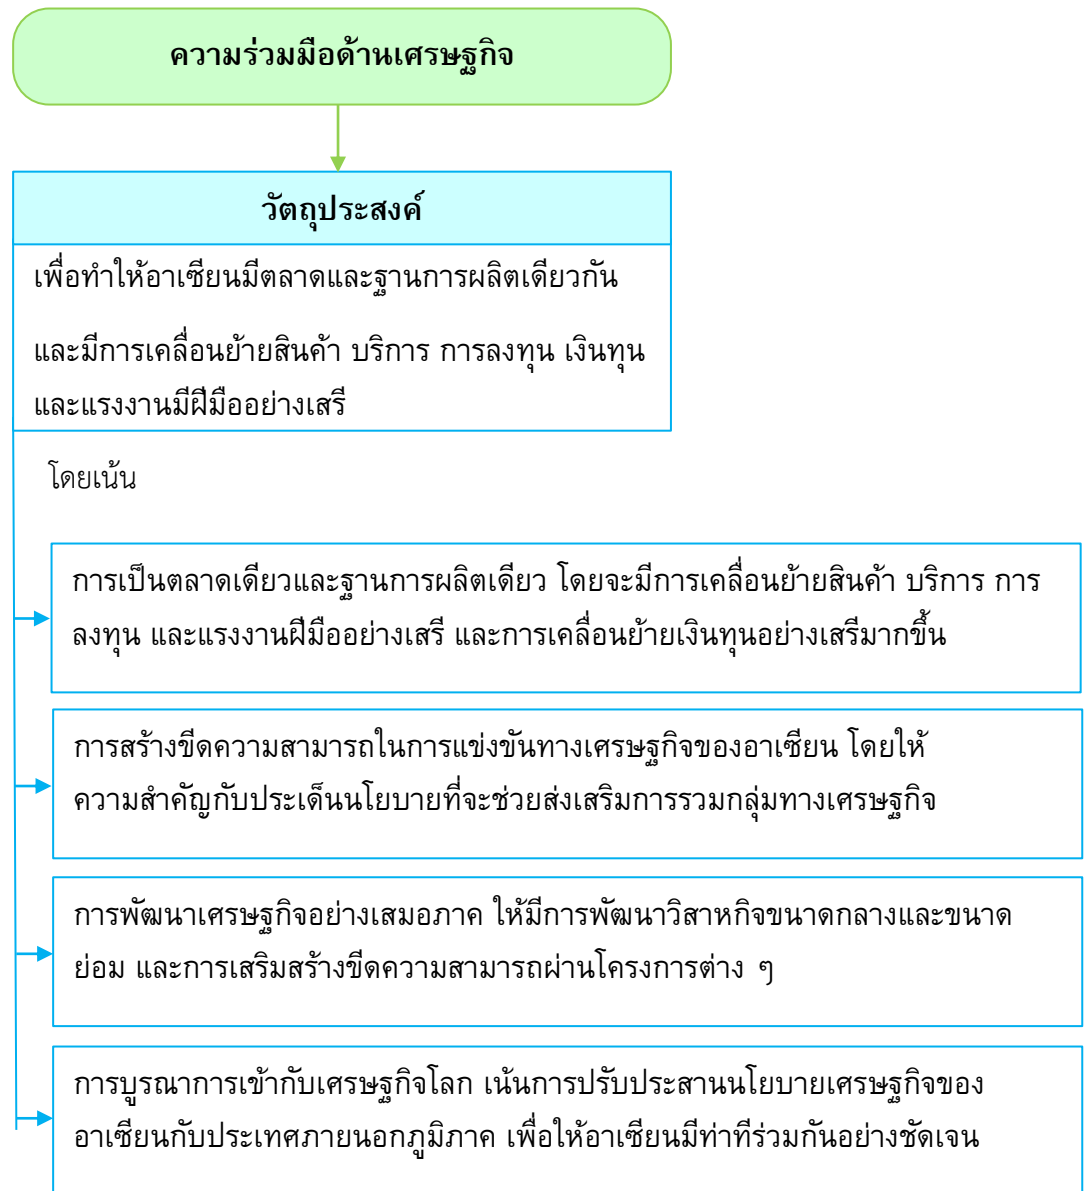 ความร่วมมือด้านเศรษฐกิจ
วัตถุประสงค์
เพื่อทำให้อาเซียนมีตลาดและฐานการผลิตเดียวกัน
และมีการเคลื่อนย้ายสินค้า บริการ การลงทุน เงินทุน
และแรงงานมีฝีมืออย่างเสรี
โดยเน้น
การเป็นตลาดเดียวและฐานการผลิตเดียว โดยจะมีการเคลื่อนย้ายสินค้า บริการ การ
ลงทุน และแรงงานฝีมืออย่างเสรี และการเคลื่อนย้ายเงินทุนอย่างเสรีมากขึ้น
การสร้างขีดความสามารถในการแข่งขันทางเศรษฐกิจของอาเซียน โดยให้
ความสำคัญกับประเด็นนโยบายที่จะช่วยส่งเสริมการรวมกลุ่มทางเศรษฐกิจ
การพัฒนาเศรษฐกิจอย่างเสมอภาค ให้มีการพัฒนาวิสาหกิจขนาดกลางและขนาด
ย่อม และการเสริมสร้างขีดความสามารถผ่านโครงการต่าง ๆ
การบูรณาการเข้ากับเศรษฐกิจโลก เน้นการปรับประสานนโยบายเศรษฐกิจของ
อาเซียนกับประเทศภายนอกภูมิภาค เพื่อให้อาเซียนมีท่าทีร่วมกันอย่างชัดเจน